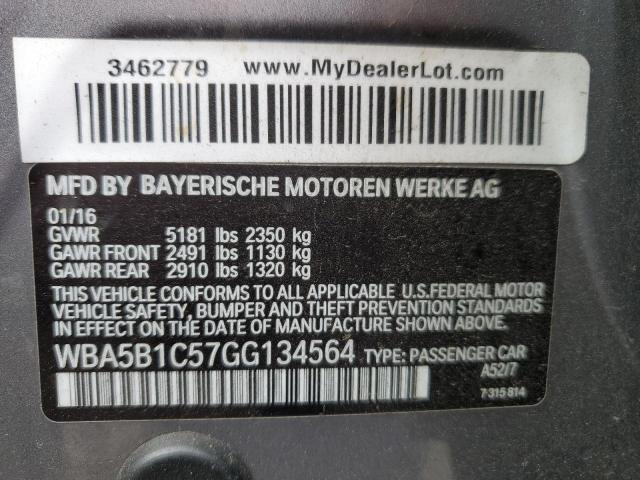 3462779 www.MyDealerLot.com
MFD BY BAYERISCHE MOTOREN WERKE AG
01/16
GVWR 5181 lbs 2350 kg
GAWR FRONT 2491 lbs 1130 kg
GAWR REAR 2910 lbs 1320 kg
THIS VEHICLE CONFORMS TO ALL APPLICABLE U.S.FEDERAL MOTOR
VEHICLE SAFETY, BUMPER AND THEFT PREVENTION STANDARDS
IN EFFECT ON THE DATE OF MANUFACTURE SHOWN ABOVE.
WBA5B1C57GG134564 TYPE: PASSENGER CAR
A52/7
7 315 814